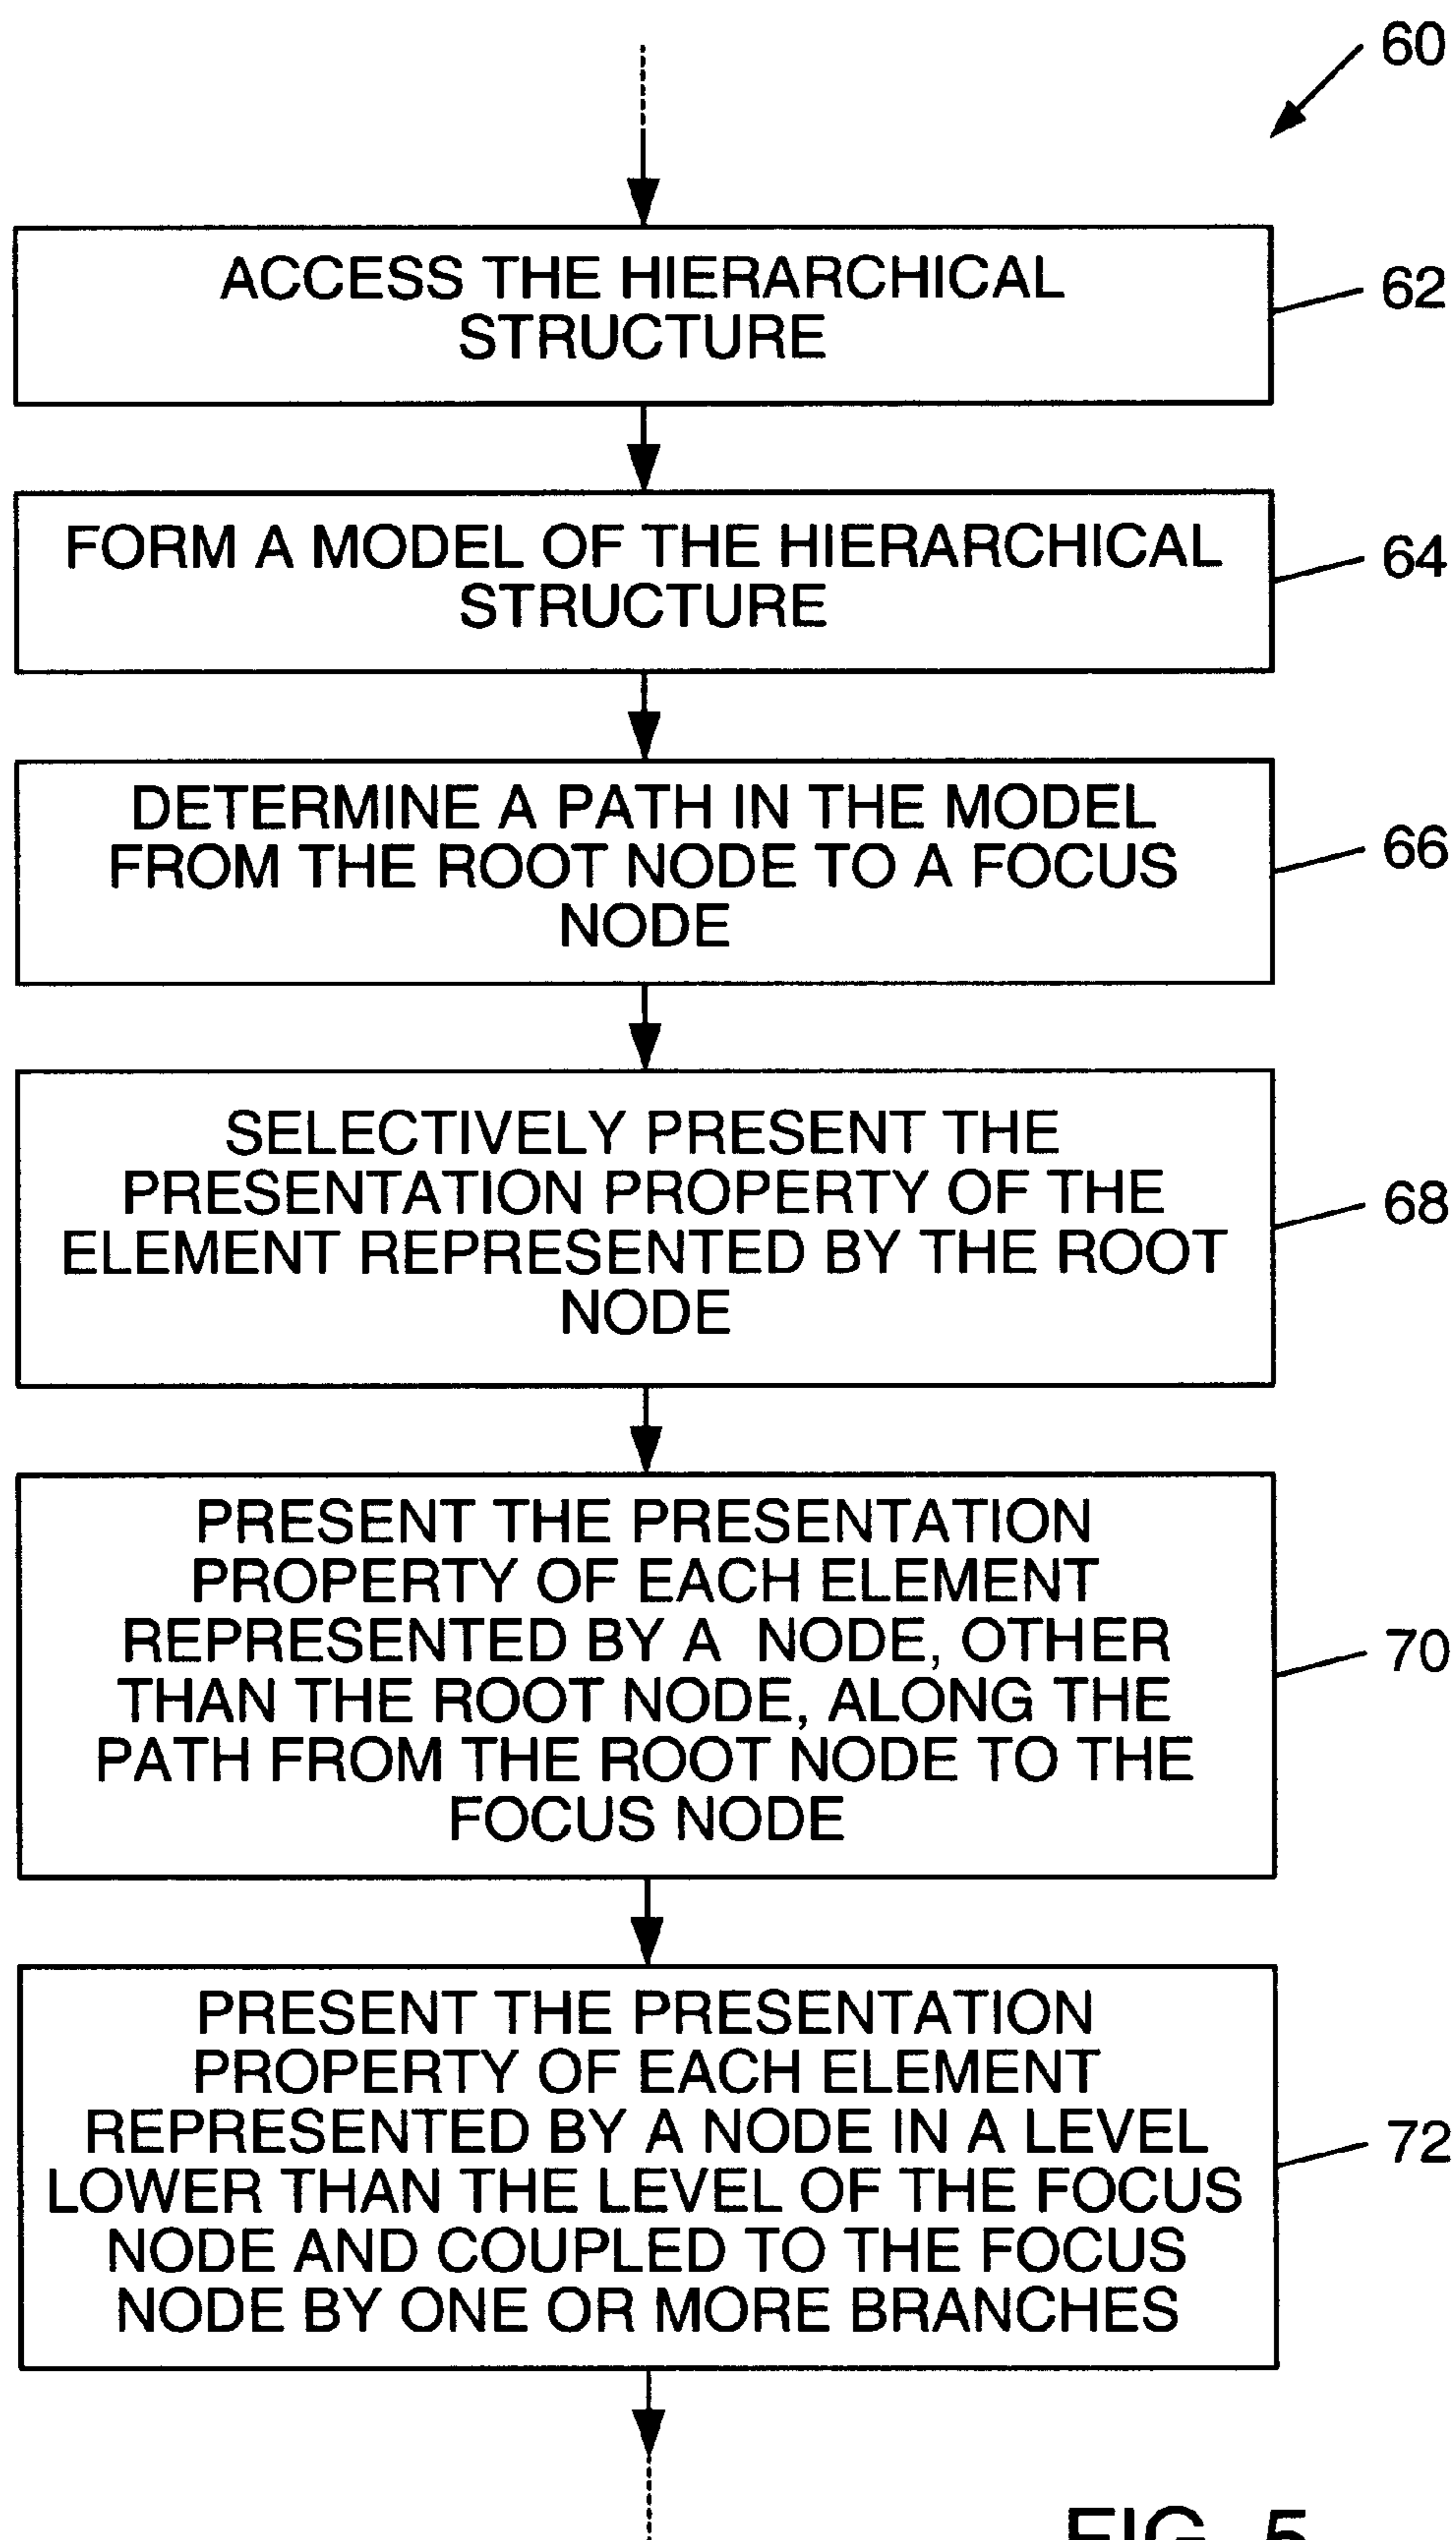 60
ACCESS THE HIERARCHICAL
STRUCTURE
62
FORM A MODEL OF THE HIERARCHICAL
STRUCTURE
64
DETERMINE A PATH IN THE MODEL
FROM THE ROOT NODE TO A FOCUS
NODE
66
SELECTIVELY PRESENT THE
PRESENTATION PROPERTY OF THE
ELEMENT REPRESENTED BY THE ROOT
NODE
68
PRESENT THE PRESENTATION
PROPERTY OF EACH ELEMENT
REPRESENTED BY A NODE, OTHER
THAN THE ROOT NODE, ALONG THE
PATH FROM THE ROOT NODE TO THE
FOCUS NODE
70
PRESENT THE PRESENTATION
PROPERTY OF EACH ELEMENT
REPRESENTED BY A NODE IN A LEVEL
LOWER THAN THE LEVEL OF THE FOCUS
NODE AND COUPLED TO THE FOCUS
NODE BY ONE OR MORE BRANCHES
72
FIG. 5